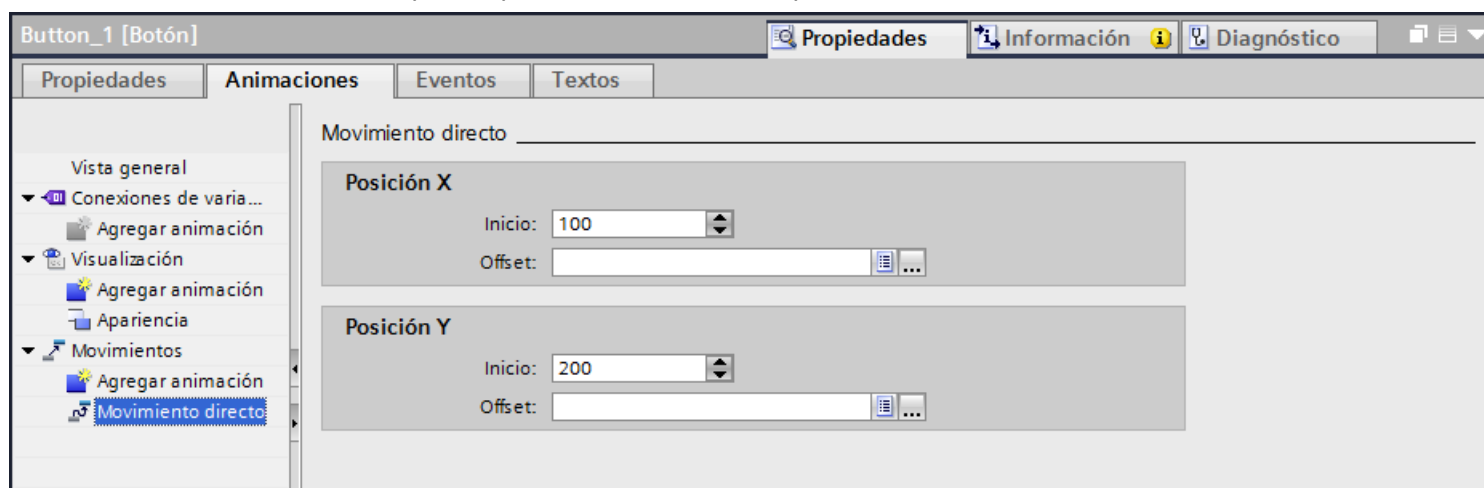 Button_1 [Botón]
Propiedades
Información
Diagnóstico
Propiedades
Animaciones
Eventos
Textos
Vista general
Conexiones de varia...
Agregar animación
Visualización
Agregar animación
Apariencia
Movimientos
Agregar animación
Movimiento directo
Movimiento directo
Posición X
Inicio: 100
Offset:
...
Posición Y
Inicio: 200
Offset:
...